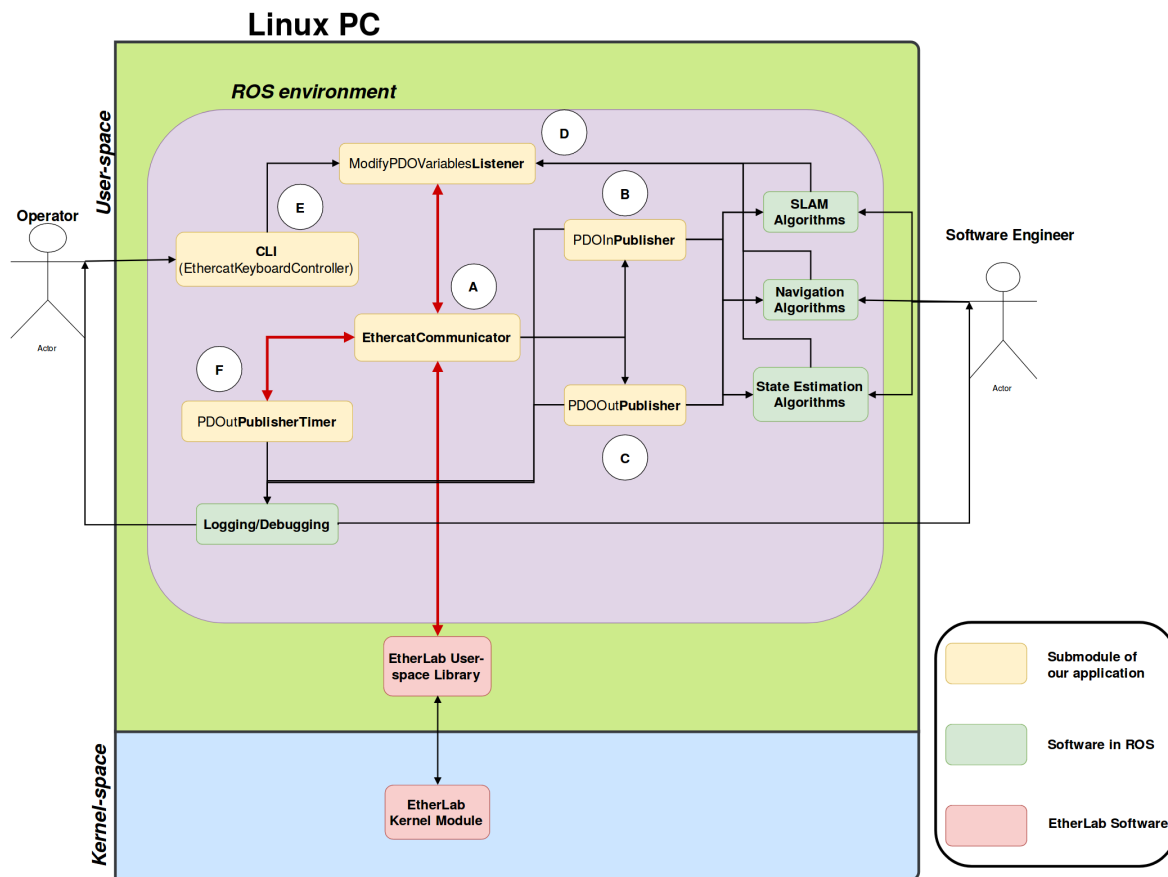 Linux PC
User-space
ROS environment
D
ModifyPDOVariablesListener
B
SLAM
Algorithms
E
Operator
CLI
(EthercatKeyboardController)
PDOInPublisher
Software Engineer
A
Navigation
Algorithms
EthercatCommunicator
Actor
F
State Estimation
Algorithms
Actor
PDOutPublisherTimer
PDOOutPublisher
C
Logging/Debugging
EtherLab User-
space Library
Kernel-space
EtherLab
Kernel Module
Submodule of
our application
Software in ROS
EtherLab Software